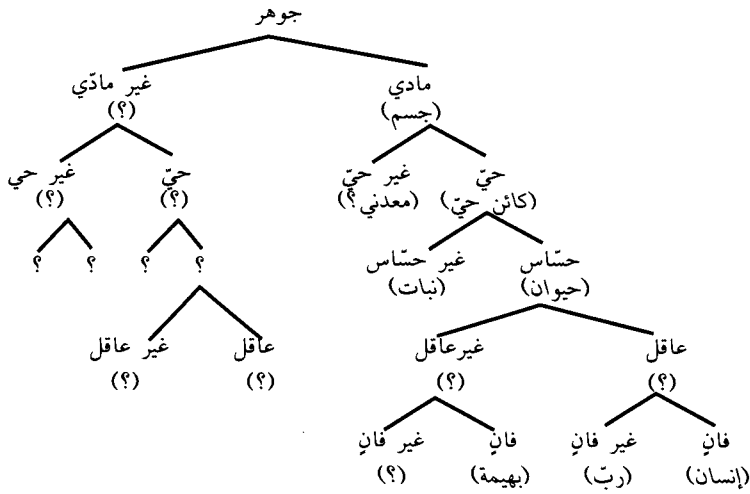 جوهر
مادي غير مادّي
(جسم) (؟)
حيّ غير حيّ حيّ غير حي
(كائن حيّ) (معدني؟) (؟) (؟)
حسّاس غير حسّاس ؟ ؟ ؟ ؟
(حيوان) (نبات)
عاقل غيرعاقل عاقل غير عاقل
(؟) (؟) (؟) (؟)
فانٍ غير فانٍ فانٍ غير فانٍ
(إنسان) (ربّ) (بهيمة) (؟)